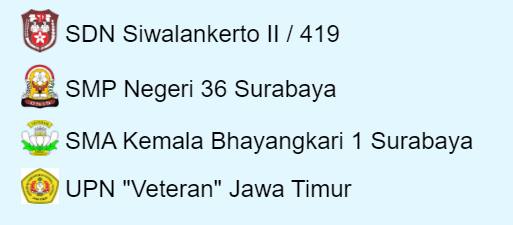 SDN Siwalankerto II / 419
SMP Negeri 36 Surabaya
SMA Kemala Bhayangkari 1 Surabaya
UPN "Veteran" Jawa Timur